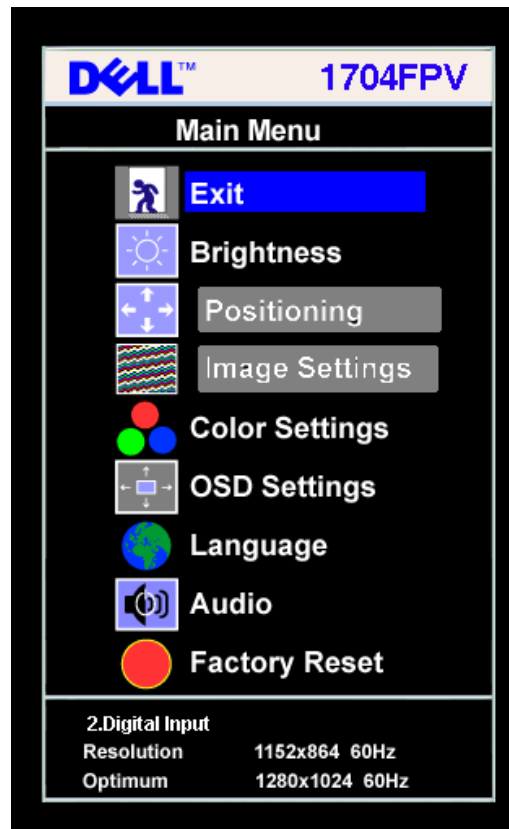 DELL™ 1704FPV
Main Menu
Exit
Brightness
Positioning
Image Settings
Color Settings
OSD Settings
Language
Audio
Factory Reset
2.Digital Input
Resolution 1152x864 60Hz
Optimum 1280x1024 60Hz